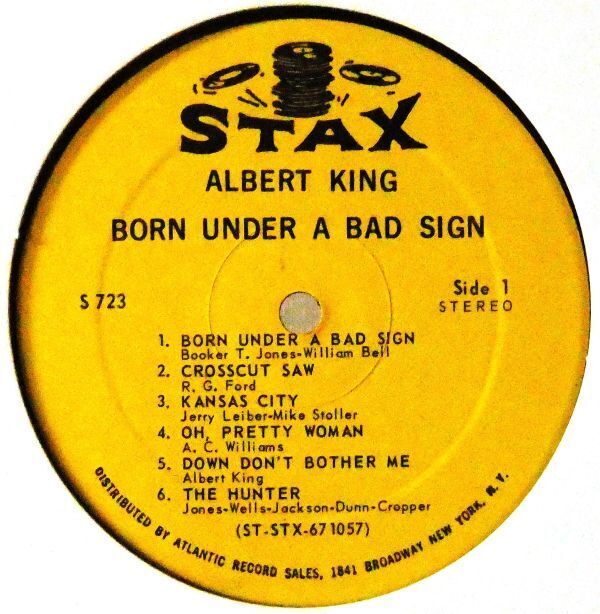 STAX
ALBERT KING
BORN UNDER A BAD SIGN
S 723
Side 1
STEREO
1. BORN UNDER A BAD SIGN
Booker T. Jones-William Bell
2. CROSSCUT SAW
R. G. Ford
3. KANSAS CITY
Jerry Leiber-Mike Stoller
4. OH, PRETTY WOMAN
A. C. Williams
5. DOWN DON'T BOTHER ME
Albert King
6. THE HUNTER
Jones-Wells-Jackson-Dunn-Cropper
(ST-STX-671057)
DISTRIBUTED BY ATLANTIC RECORD SALES, 1841 BROADWAY NEW YORK, N. Y.